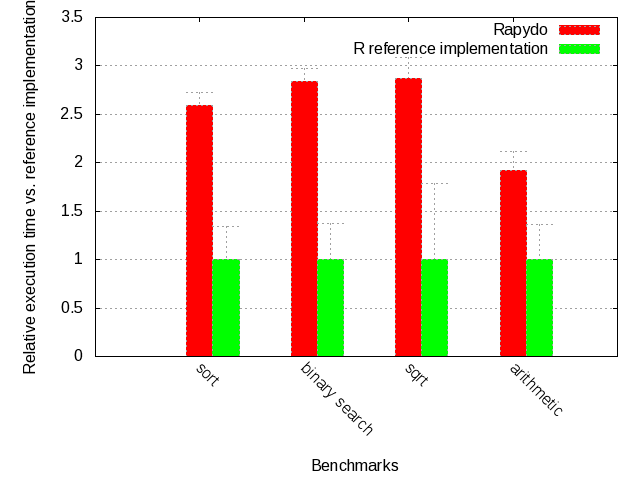 Relative execution time vs. reference implementation
3.5
3
2.5
2
1.5
1
0.5
0
Rapydo
R reference implementation
sort
binary search
sqrt
arithmetic
Benchmarks